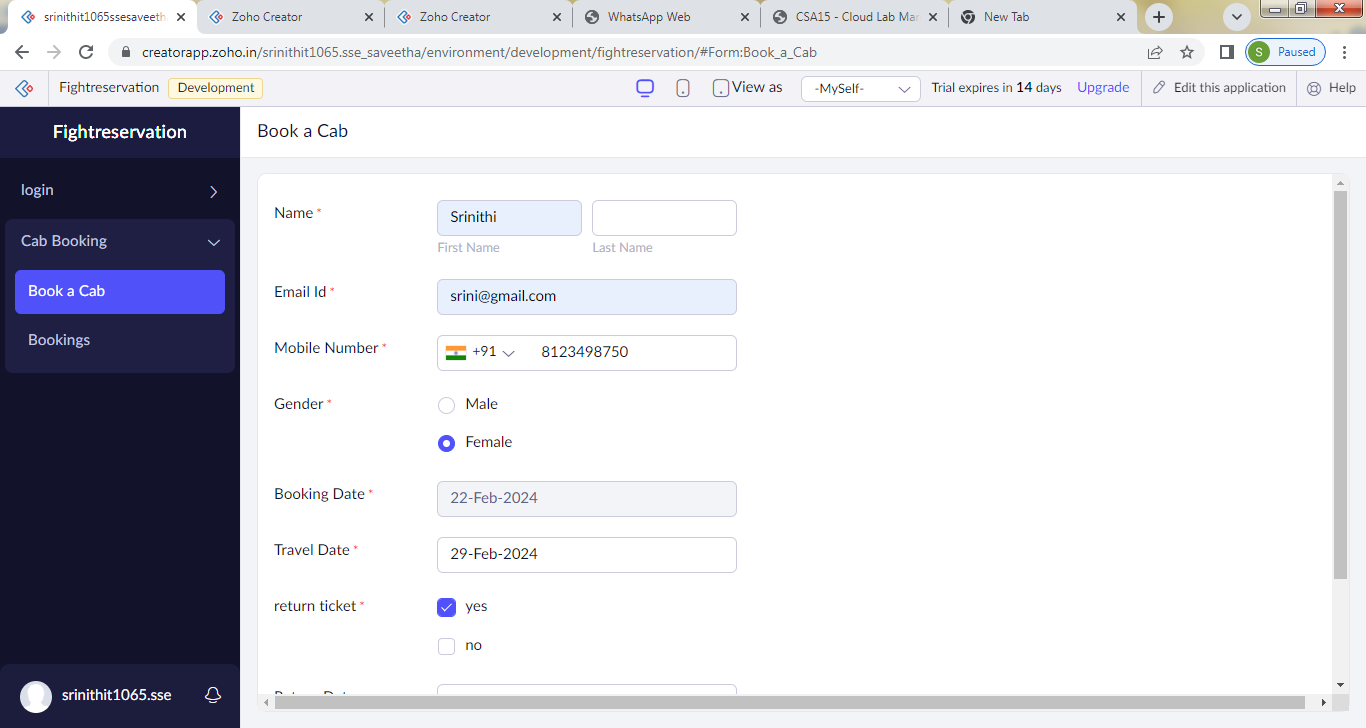 srinithit1065ssesaveeth
Zoho Creator
Zoho Creator
WhatsApp Web
CSA15 - Cloud Lab Mar
New Tab
creatorapp.zoho.in/srinithit1065.sse_saveetha/environment/development/fightreservation/#Form:Book_a_Cab
S
Paused
Fightreservation
Development
View as
-MySelf-
Trial expires in 14 days
Upgrade
Edit this application
Help
Fightreservation
login
Cab Booking
Book a Cab
Bookings
srinithit1065.sse
Book a Cab
Name *
Srinithi
First Name
Last Name
Email Id *
srini@gmail.com
Mobile Number *
+91
8123498750
Gender *
Male
Female
Booking Date *
22-Feb-2024
Travel Date *
29-Feb-2024
return ticket *
yes
no